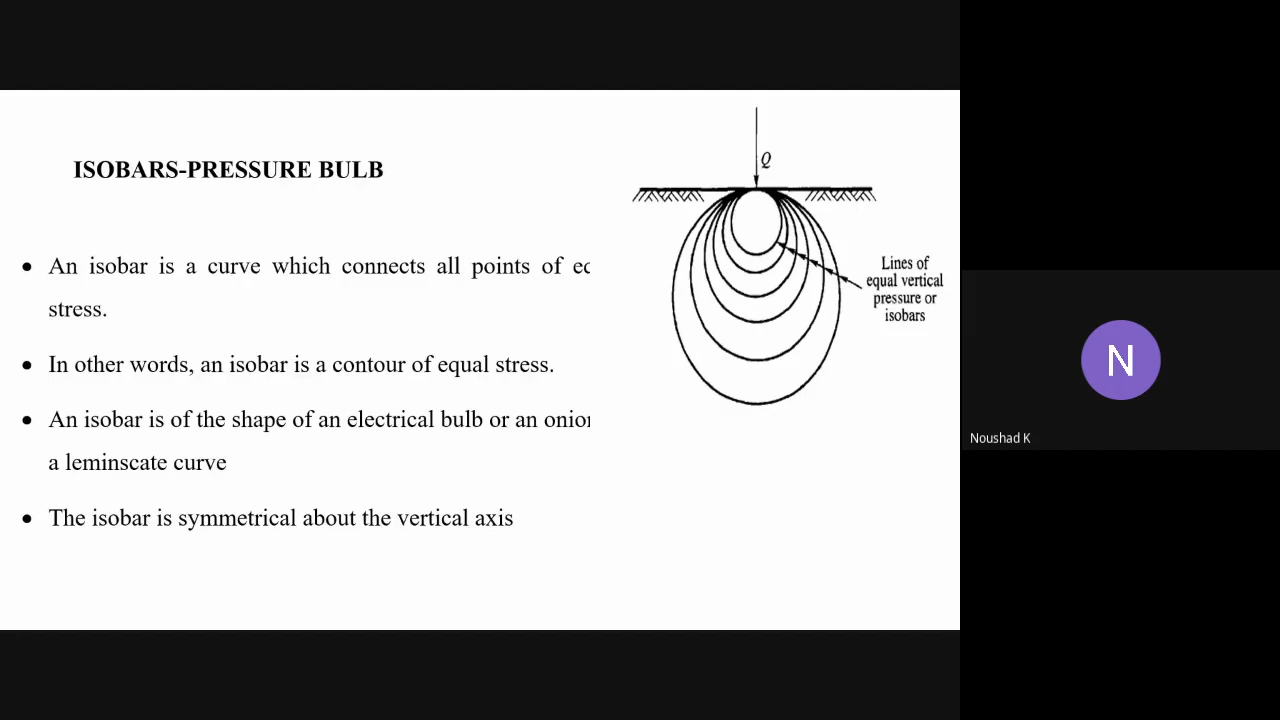 ISOBARS-PRESSURE BULB
• An isobar is a curve which connects all points of
stress.
• In other words, an isobar is a contour of equal stress.
• An isobar is of the shape of an electrical bulb or an
a leminscate curve
• The isobar is symmetrical about the vertical axis
Q
Lines of
equal vertical
pressure or
isobars
N
Noushad K